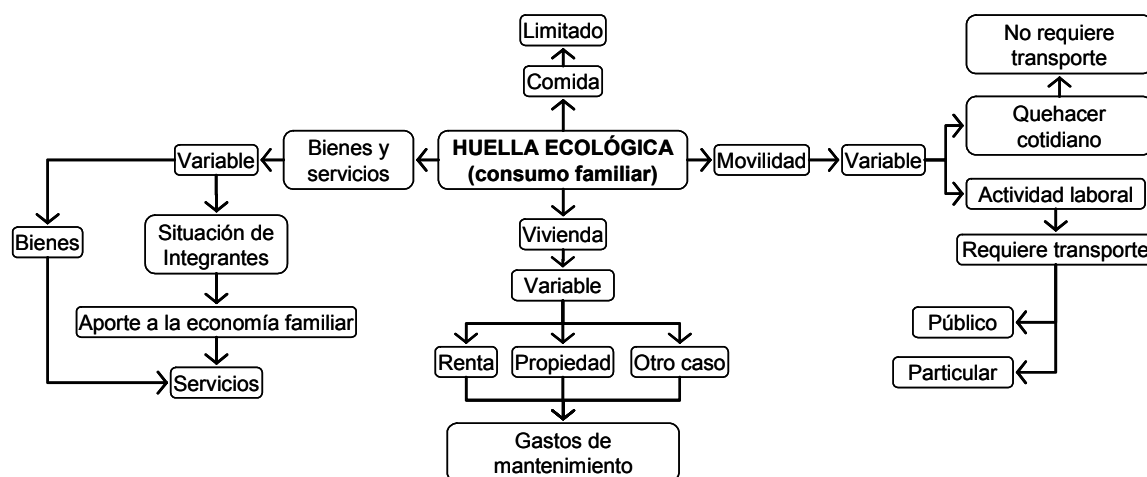 Limitado
Comida
No requiere
transporte
Quehacer
cotidiano
HUELLA ECOLÓGICA
(consumo familiar)
Bienes y
servicios
Variable
Movilidad
Variable
Actividad laboral
Requiere transporte
Público
Particular
Bienes
Situación de
Integrantes
Aporte a la economía familiar
Servicios
Vivienda
Variable
Renta
Propiedad
Otro caso
Gastos de
mantenimiento